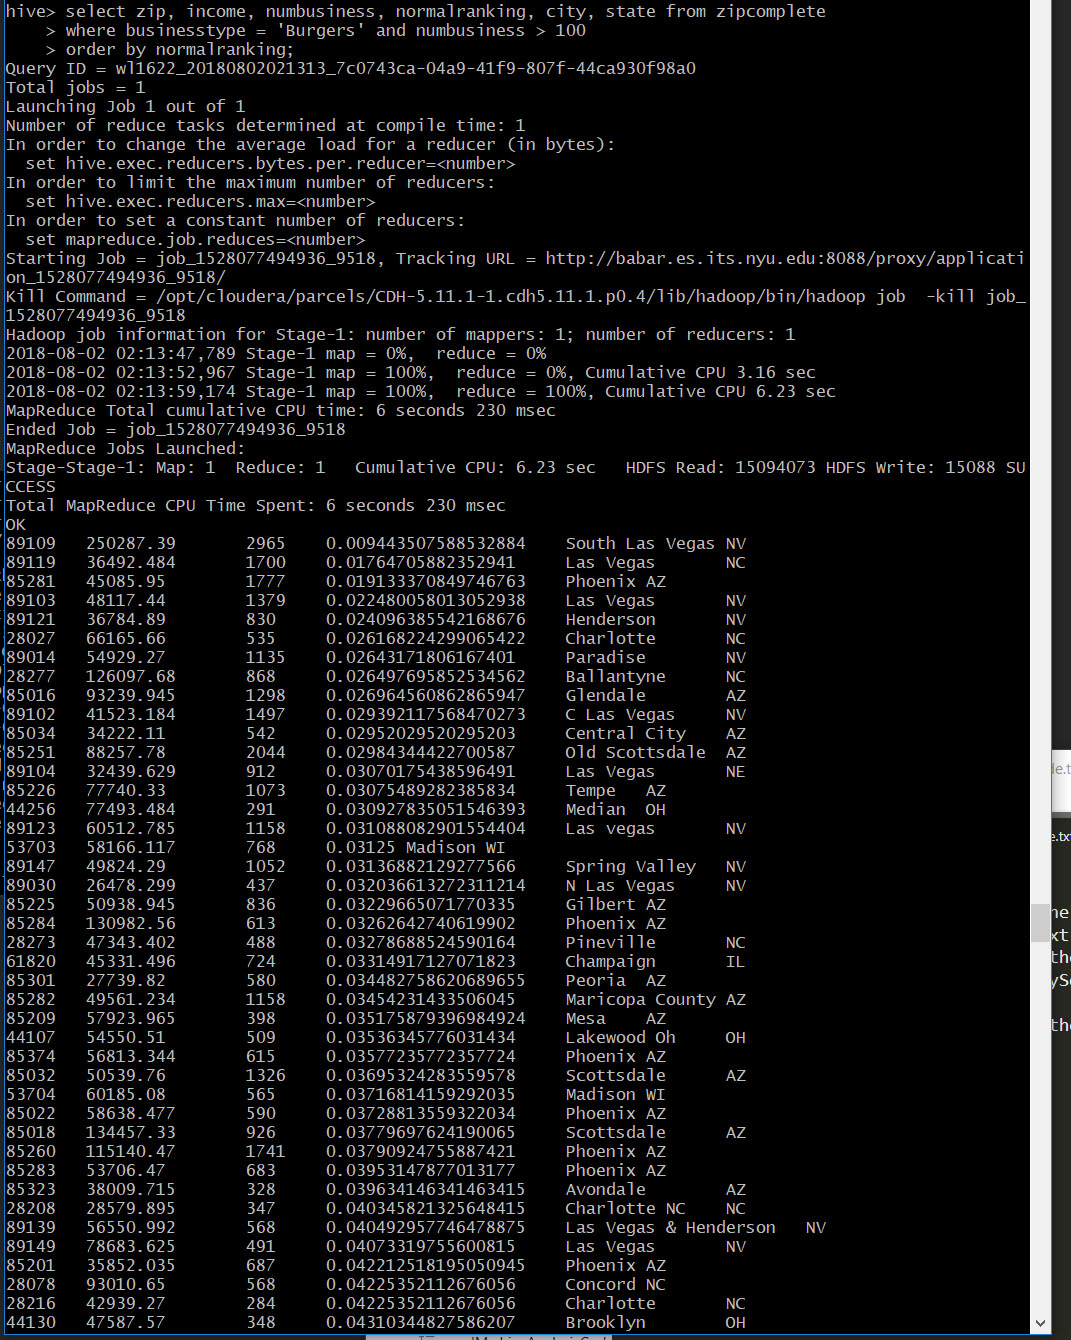 hive> select zip, income, numbusiness, normalranking, city, state from zipcomplete
    > where businesstype = 'Burgers' and numbusiness > 100
    > order by normalranking;
Query ID = wl1622_20180802021313_7c0743ca-04a9-41f9-807f-44ca930f98a0
Total jobs = 1
Launching Job 1 out of 1
Number of reduce tasks determined at compile time: 1
In order to change the average load for a reducer (in bytes):
  set hive.exec.reducers.bytes.per.reducer=<number>
In order to limit the maximum number of reducers:
  set hive.exec.reducers.max=<number>
In order to set a constant number of reducers:
  set mapreduce.job.reduces=<number>
Starting Job = job_1528077494936_9518, Tracking URL = http://babar.es.its.nyu.edu:8088/proxy/applicati
on_1528077494936_9518/
Kill Command = /opt/cloudera/parcels/CDH-5.11.1-1.cdh5.11.1.p0.4/lib/hadoop/bin/hadoop job  -kill job_
1528077494936_9518
Hadoop job information for Stage-1: number of mappers: 1; number of reducers: 1
2018-08-02 02:13:47,789 Stage-1 map = 0%,  reduce = 0%
2018-08-02 02:13:52,967 Stage-1 map = 100%,  reduce = 0%, Cumulative CPU 3.16 sec
2018-08-02 02:13:59,174 Stage-1 map = 100%,  reduce = 100%, Cumulative CPU 6.23 sec
MapReduce Total cumulative CPU time: 6 seconds 230 msec
Ended Job = job_1528077494936_9518
MapReduce Jobs Launched:
Stage-Stage-1: Map: 1  Reduce: 1   Cumulative CPU: 6.23 sec   HDFS Read: 15094073 HDFS Write: 15088 SU
CCESS
Total MapReduce CPU Time Spent: 6 seconds 230 msec
OK
89109 250287.39 2965 0.009443507588532884 South Las Vegas NV
89119 36492.484 1700 0.01764705882352941 Las Vegas NC
85281 45085.95 1777 0.019133370849746763 Phoenix AZ
89103 48117.44 1379 0.022480058013052938 Las Vegas NV
89121 36784.89 830 0.024096385542168676 Henderson NV
28027 66165.66 535 0.026168224299065422 Charlotte NC
89014 54929.27 1135 0.02643171806167401 Paradise NV
28277 126097.68 868 0.026497695852534562 Ballantyne NC
85016 93239.945 1298 0.026964560862865947 Glendale AZ
89102 41523.184 1497 0.029392117568470273 C Las Vegas NV
85034 34222.11 542 0.02952029520295203 Central City AZ
85251 88257.78 2044 0.02984344422700587 Old Scottsdale AZ
89104 32439.629 912 0.03070175438596491 Las Vegas NE
85226 77740.33 1073 0.03075489282385834 Tempe AZ
44256 77493.484 291 0.030927835051546393 Median OH
89123 60512.785 1158 0.031088082901554404 Las vegas NV
53703 58166.117 768 0.03125 Madison WI
89147 49824.29 1052 0.03136882129277566 Spring Valley NV
89030 26478.299 437 0.032036613272311214 N Las Vegas NV
85225 50938.945 836 0.03229665071770335 Gilbert AZ
85284 130982.56 613 0.03262642740619902 Phoenix AZ
28273 47343.402 488 0.03278688524590164 Pineville NC
61820 45331.496 724 0.03314917127071823 Champaign IL
85301 27739.82 580 0.034482758620689655 Peoria AZ
85282 49561.234 1158 0.03454231433506045 Maricopa County AZ
85209 57923.965 398 0.035175879396984924 Mesa AZ
44107 54550.51 509 0.03536345776031434 Lakewood Oh OH
85374 56813.344 615 0.03577235772357724 Phoenix AZ
85032 50539.76 1326 0.03695324283559578 Scottsdale AZ
53704 60185.08 565 0.03716814159292035 Madison WI
85022 58638.477 590 0.03728813559322034 Phoenix AZ
85018 134457.33 926 0.03779697624190065 Scottsdale AZ
85260 115140.47 1741 0.03790924755887421 Phoenix AZ
85283 53706.47 683 0.03953147877013177 Phoenix AZ
85323 38009.715 328 0.039634146341463415 Avondale AZ
28208 28579.895 347 0.040345821325648415 Charlotte NC NC
89139 56550.992 568 0.040492957746478875 Las Vegas & Henderson NV
89149 78683.625 491 0.04073319755600815 Las Vegas NV
85201 35852.035 687 0.042212518195050945 Phoenix AZ
28078 93010.65 568 0.04225352112676056 Concord NC
28216 42939.27 284 0.04225352112676056 Charlotte NC
44130 47587.57 348 0.04310344827586207 Brooklyn OH